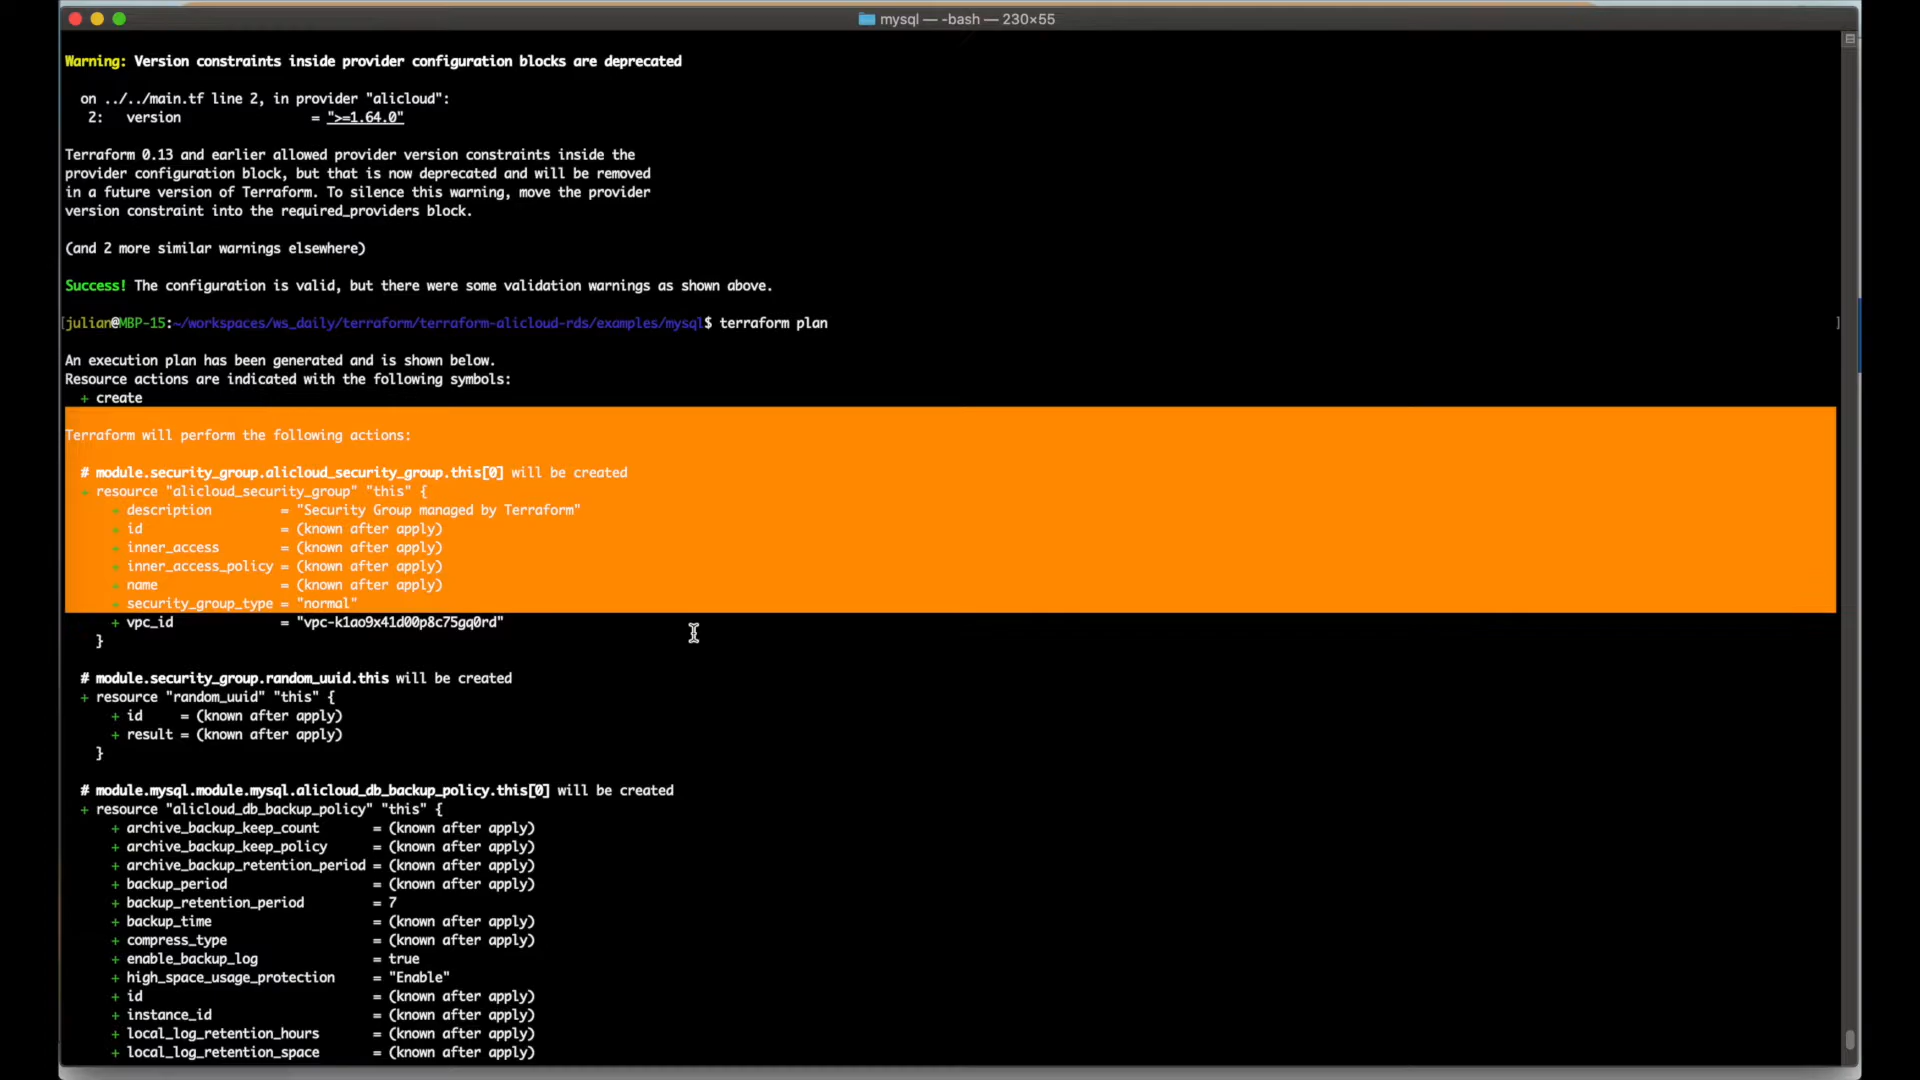 mysql — -bash — 230×55
Warning: Version constraints inside provider configuration blocks are deprecated
on ../../main.tf line 2, in provider "alicloud":
2: version = ">=1.64.0"
Terraform 0.13 and earlier allowed provider version constraints inside the
provider configuration block, but that is now deprecated and will be removed
in a future version of Terraform. To silence this warning, move the provider
version constraint into the required_providers block.
(and 2 more similar warnings elsewhere)
Success! The configuration is valid, but there were some validation warnings as shown above.
[julian@MBP-15:~/workspaces/ws_daily/terraform/terraform-alicloud-rds/examples/mysql$ terraform plan ]
An execution plan has been generated and is shown below.
Resource actions are indicated with the following symbols:
+ create
Terraform will perform the following actions:
# module.security_group.alicloud_security_group.this[0] will be created
+ resource "alicloud_security_group" "this" {
+ description = "Security Group managed by Terraform"
+ id = (known after apply)
+ inner_access = (known after apply)
+ inner_access_policy = (known after apply)
+ name = (known after apply)
+ security_group_type = "normal"
+ vpc_id = "vpc-k1ao9x41d00p8c75gq0rd"
}
# module.security_group.random_uuid.this will be created
+ resource "random_uuid" "this" {
+ id = (known after apply)
+ result = (known after apply)
}
# module.mysql.module.mysql.alicloud_db_backup_policy.this[0] will be created
+ resource "alicloud_db_backup_policy" "this" {
+ archive_backup_keep_count = (known after apply)
+ archive_backup_keep_policy = (known after apply)
+ archive_backup_retention_period = (known after apply)
+ backup_period = (known after apply)
+ backup_retention_period = 7
+ backup_time = (known after apply)
+ compress_type = (known after apply)
+ enable_backup_log = true
+ high_space_usage_protection = "Enable"
+ id = (known after apply)
+ instance_id = (known after apply)
+ local_log_retention_hours = (known after apply)
+ local_log_retention_space = (known after apply)